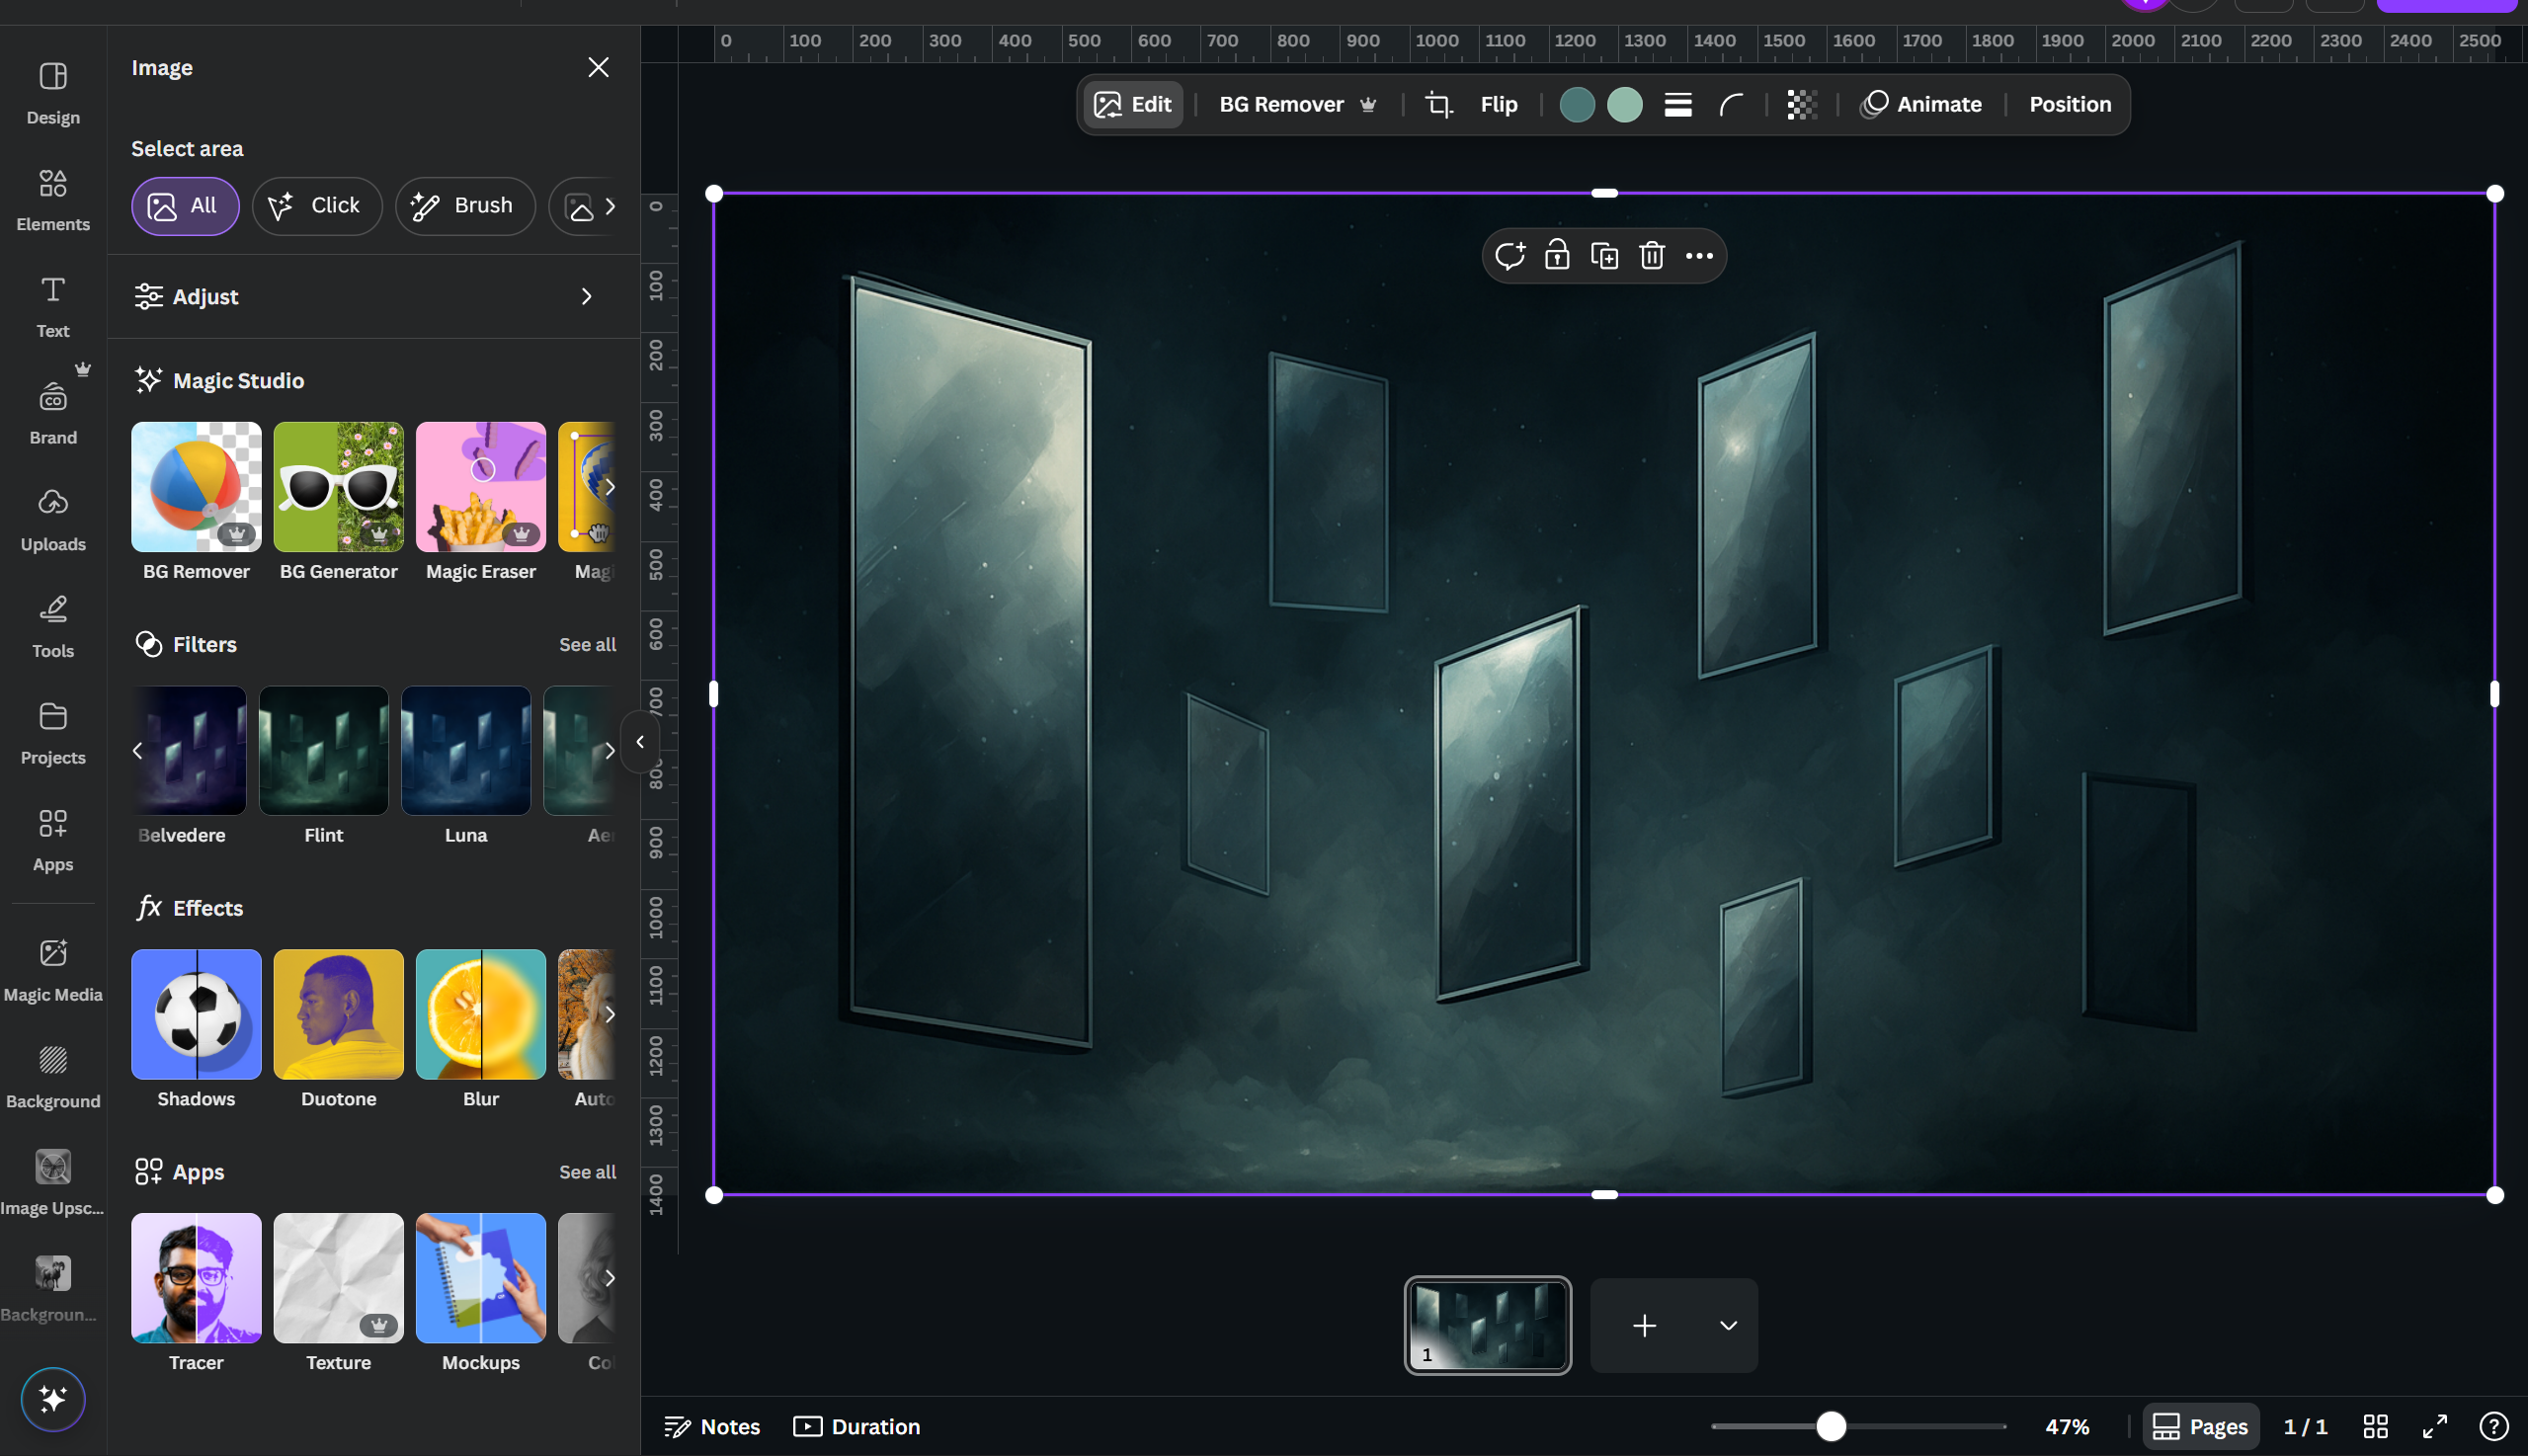 Design
Elements
Text
Brand
Uploads
Tools
Projects
Apps
Magic Media
Background
Image Upsc...
Backgroun...
Image
Select area
All
Click
Brush
Adjust
Magic Studio
BG Remover
BG Generator
Magic Eraser
Magi
Filters
See all
Belvedere
Flint
Luna
Aer
Effects
Shadows
Duotone
Blur
Auto
Apps
See all
Tracer
Texture
Mockups
Col
0 100 200 300 400 500 600 700 800 900 1000 1100 1200 1300 1400 1500 1600 1700 1800 1900 2000 2100 2200 2300 2400 2500
Edit
BG Remover
Flip
Animate
Position
0
100
200
300
400
500
600
700
800
900
1000
1100
1200
1300
1400
1
Notes
Duration
47%
Pages
1 / 1